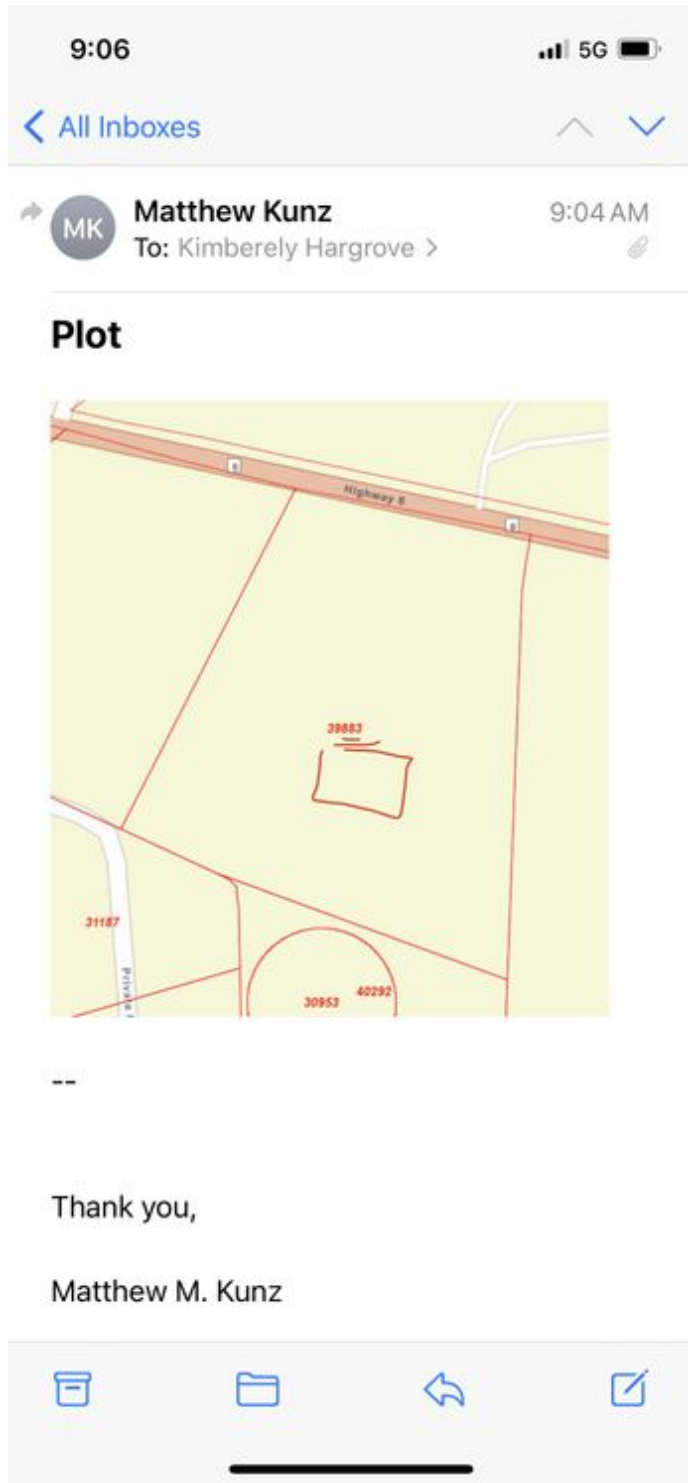 9:06
5G
All Inboxes
MK
Matthew Kunz
9:04 AM
To: Kimberely Hargrove >
Plot
6
Highway 6
6
39883
31187
Private
40292
30953
--
Thank you,
Matthew M. Kunz